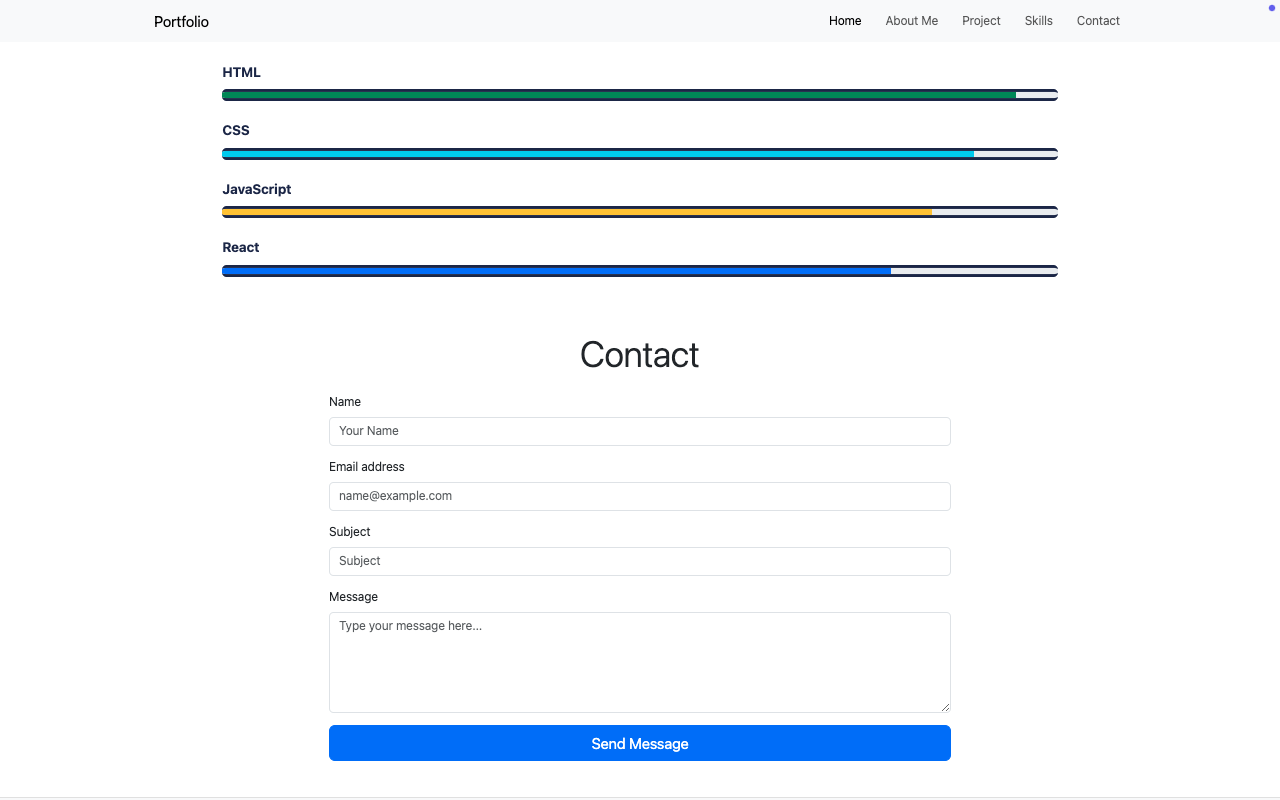 Portfolio
Home About Me Project Skills Contact
HTML
CSS
JavaScript
React
Contact
Name
Your Name
Email address
name@example.com
Subject
Subject
Message
Type your message here...
Send Message